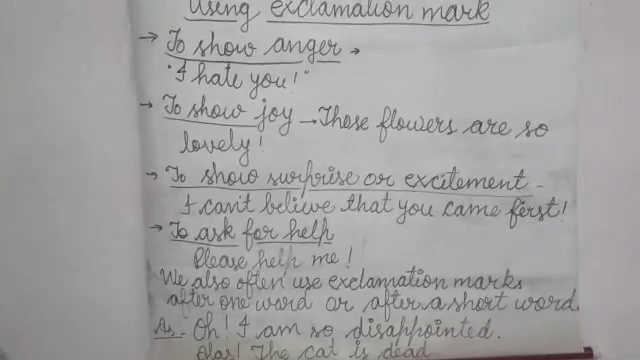 Using exclamation mark
→ To show anger →
"I hate you!"
→ To show joy → Those flowers are so
lovely!
→ To show surprise or excitement -
I can't believe that you came first!
→ To ask for help
Please help me!
We also often use exclamation marks
after one word or after a short word
As - Oh! I am so disappointed.
Alas! The cat is dead